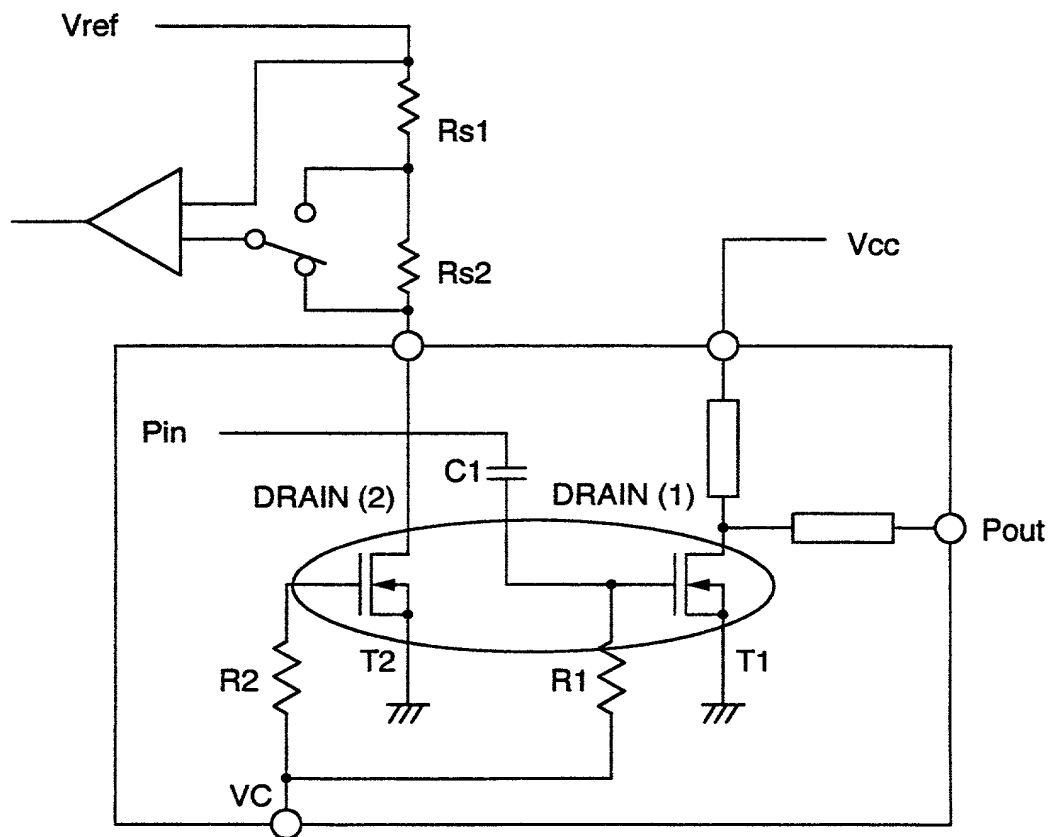 Vref
Rs1
Rs2
Vcc
Pin
C1
DRAIN (2)
DRAIN (1)
Pout
T2
R1
T1
R2
VC